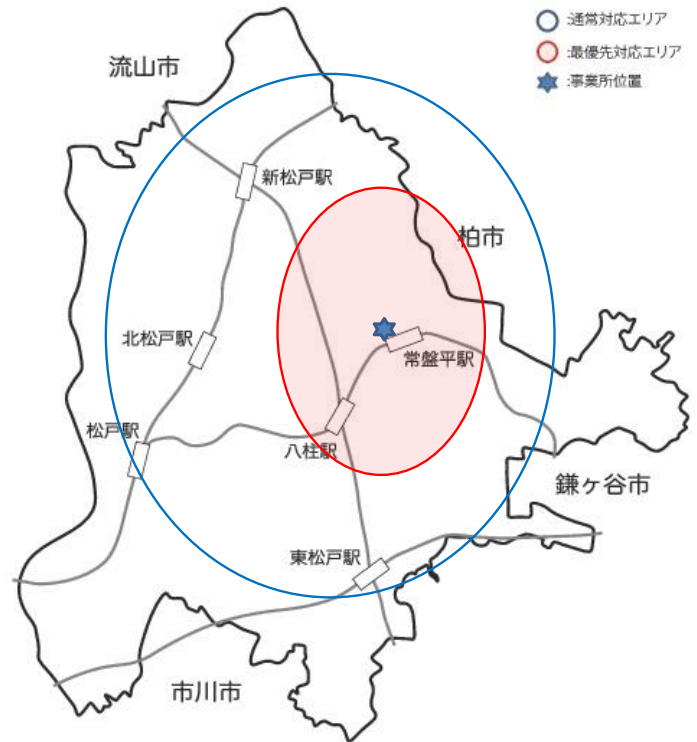 :通常対応エリア
:最優先対応エリア
:事業所位置
流山市
新松戸駅
柏市
北松戸駅
常盤平駅
松戸駅
八柱駅
鎌ヶ谷市
東松戸駅
市川市